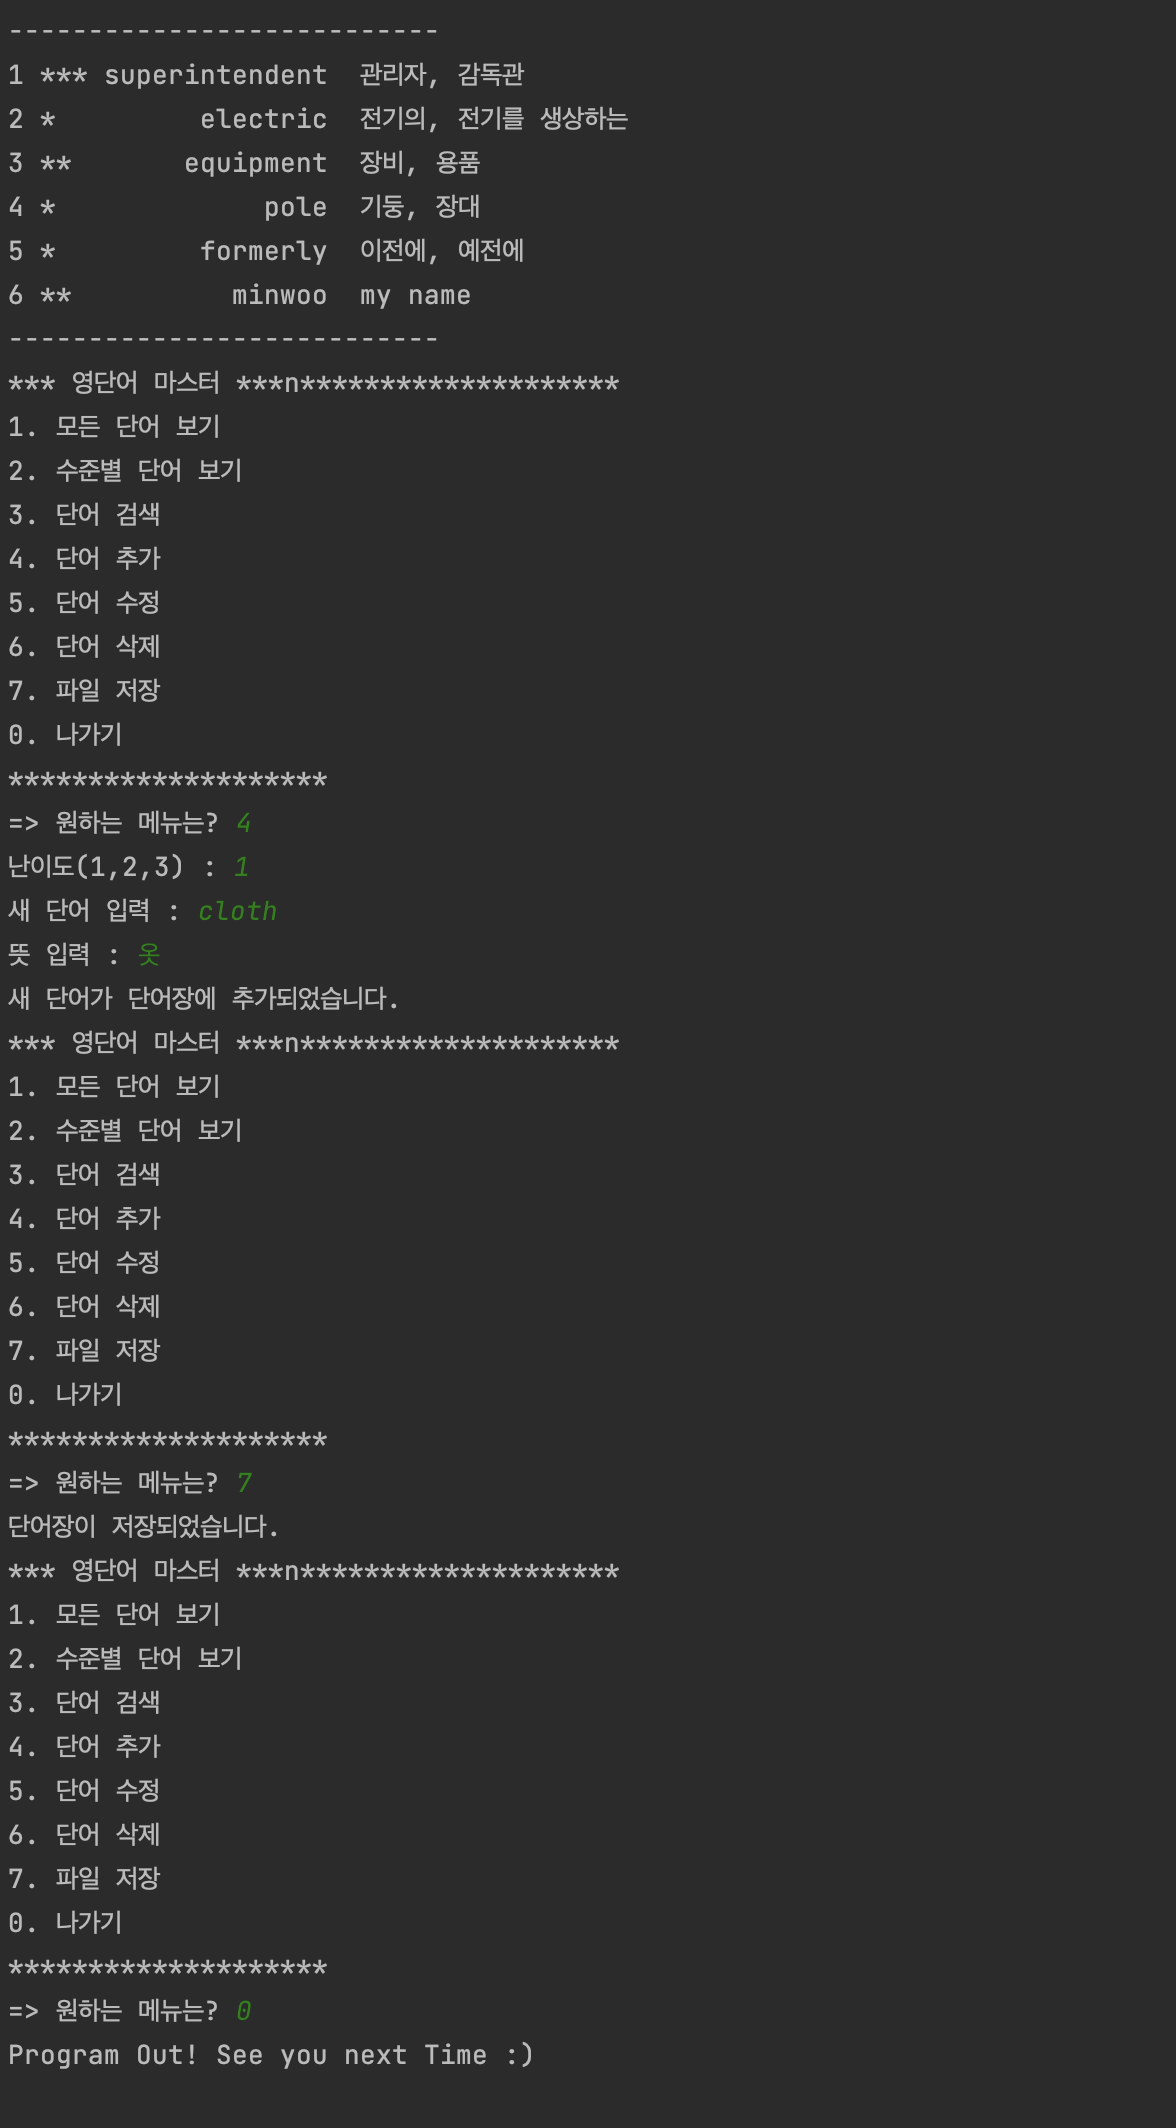 ---------------------------
1 *** superintendent  관리자, 감독관
2 *         electric  전기의, 전기를 생상하는
3 **       equipment  장비, 용품
4 *             pole  기둥, 장대
5 *         formerly  이전에, 예전에
6 **          minwoo  my name
---------------------------
*** 영단어 마스터 ***n********************
1. 모든 단어 보기
2. 수준별 단어 보기
3. 단어 검색
4. 단어 추가
5. 단어 수정
6. 단어 삭제
7. 파일 저장
0. 나가기
********************
=> 원하는 메뉴는? 4
난이도(1,2,3) : 1
새 단어 입력 : cloth
뜻 입력 : 옷
새 단어가 단어장에 추가되었습니다.
*** 영단어 마스터 ***n********************
1. 모든 단어 보기
2. 수준별 단어 보기
3. 단어 검색
4. 단어 추가
5. 단어 수정
6. 단어 삭제
7. 파일 저장
0. 나가기
********************
=> 원하는 메뉴는? 7
단어장이 저장되었습니다.
*** 영단어 마스터 ***n********************
1. 모든 단어 보기
2. 수준별 단어 보기
3. 단어 검색
4. 단어 추가
5. 단어 수정
6. 단어 삭제
7. 파일 저장
0. 나가기
********************
=> 원하는 메뉴는? 0
Program Out! See you next Time :)